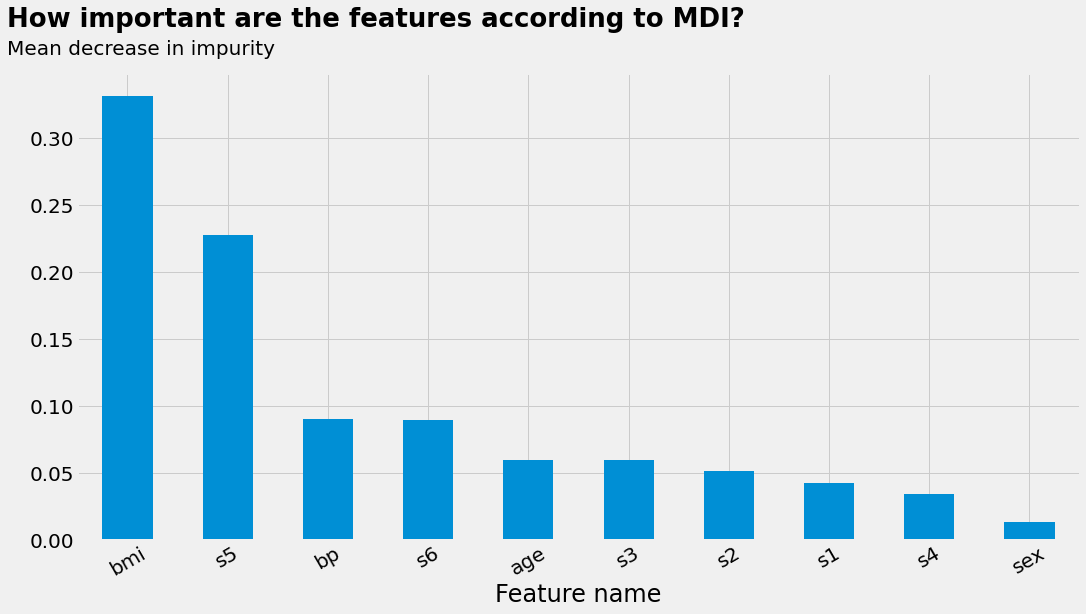 How important are the features according to MDI?
Mean decrease in impurity
0.30
0.25
0.20
0.15
0.10
0.05
0.00
bmi s5 bp s6 age s3 s2 s1 s4 sex
Feature name